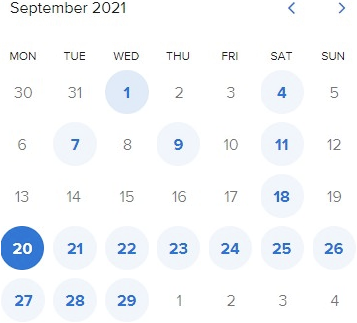 September 2021
MON TUE WED THU FRI SAT SUN
30 31 1 2 3 4 5
6 7 8 9 10 11 12
13 14 15 16 17 18 19
20 21 22 23 24 25 26
27 28 29 1 2 3 4